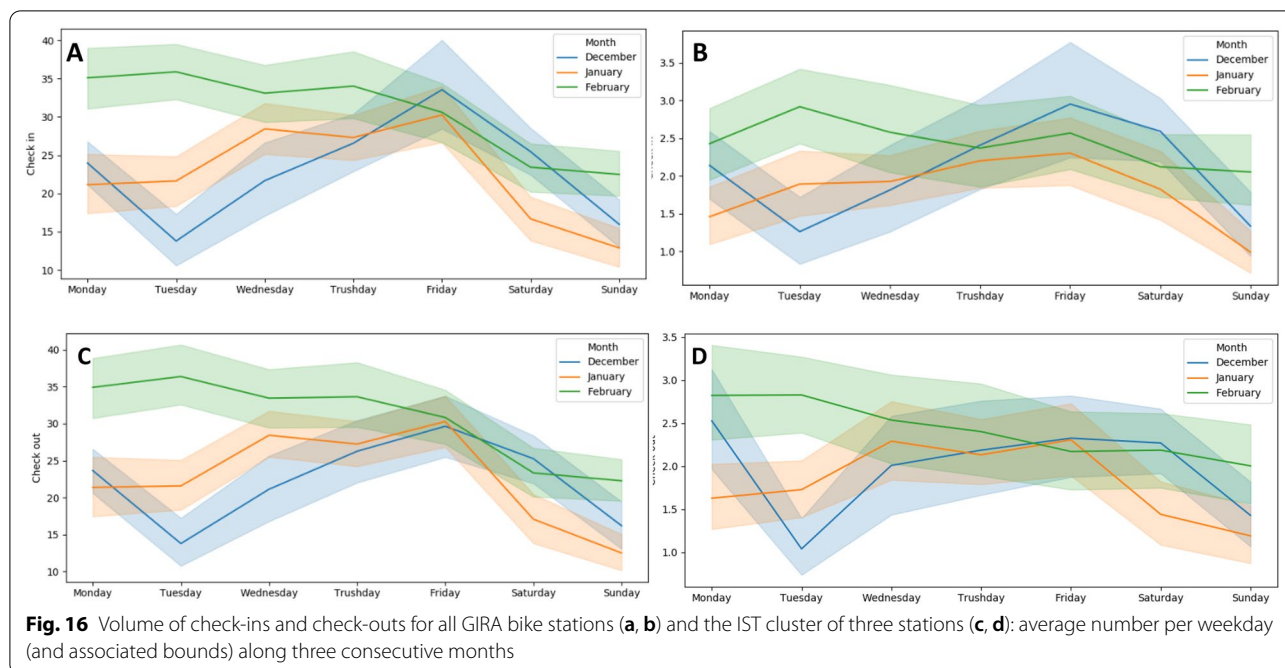 A
40
35
30
25
20
15
10
Check in
Month
December
January
February
Monday Tuesday Wednesday Trushday Friday Saturday Sunday
B
3.5
3.0
2.5
2.0
1.5
1.0
Check in
Month
December
January
February
Monday Tuesday Wednesday Trushday Friday Saturday Sunday
C
40
35
30
25
20
15
10
Check out
Month
December
January
February
Monday Tuesday Wednesday Trushday Friday Saturday Sunday
D
3.5
3.0
2.5
2.0
1.5
1.0
Check out
Month
December
January
February
Monday Tuesday Wednesday Trushday Friday Saturday Sunday
Fig. 16 Volume of check-ins and check-outs for all GIRA bike stations (a, b) and the IST cluster of three stations (c, d): average number per weekday
(and associated bounds) along three consecutive months